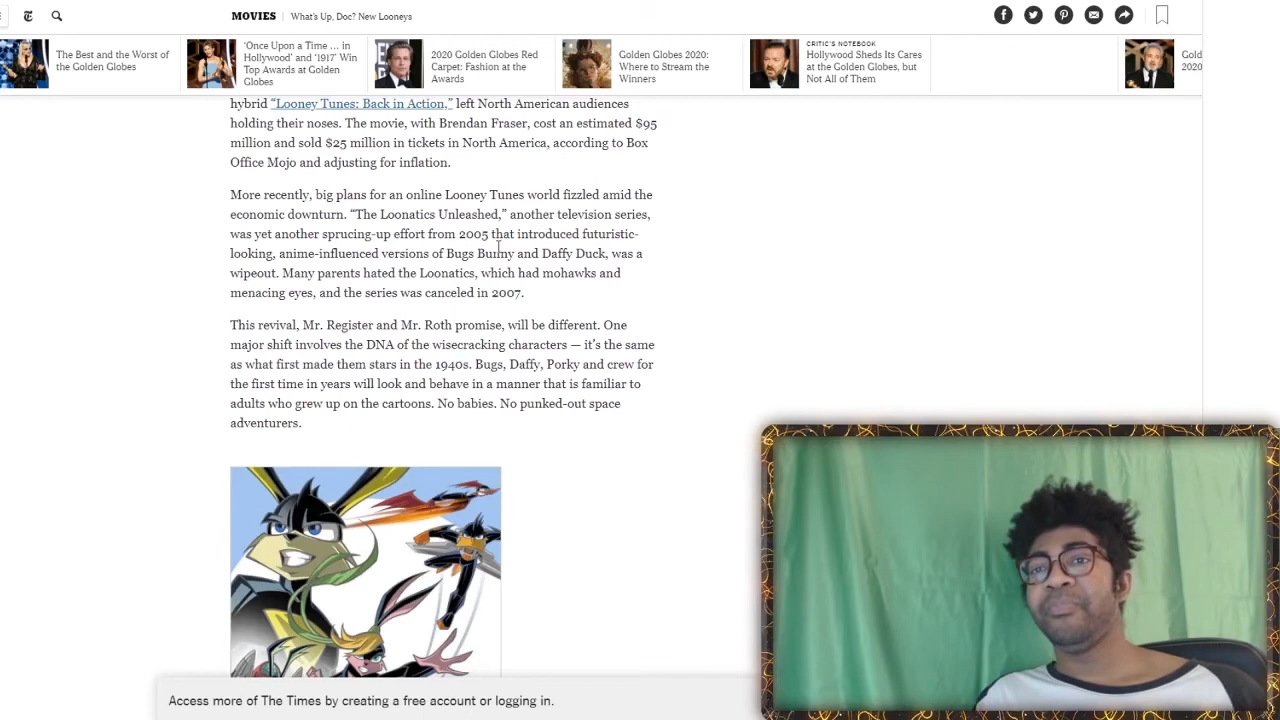 MOVIES | What's Up, Doc? New Looneys
The Best and the Worst of
the Golden Globes
‘Once Upon a Time … in
Hollywood’ and ‘1917’ Win
Top Awards at Golden
Globes
2020 Golden Globes Red
Carpet: Fashion at the
Awards
Golden Globes 2020:
Where to Stream the
Winners
CRITIC'S NOTEBOOK
Hollywood Sheds Its Cares
at the Golden Globes, but
Not All of Them
Gold
2020
hybrid “Looney Tunes: Back in Action,” left North American audiences
holding their noses. The movie, with Brendan Fraser, cost an estimated $95
million and sold $25 million in tickets in North America, according to Box
Office Mojo and adjusting for inflation.
More recently, big plans for an online Looney Tunes world fizzled amid the
economic downturn. “The Loonatics Unleashed,” another television series,
was yet another sprucing-up effort from 2005 that introduced futuristic-
looking, anime-influenced versions of Bugs Bunny and Daffy Duck, was a
wipeout. Many parents hated the Loonatics, which had mohawks and
menacing eyes, and the series was canceled in 2007.
This revival, Mr. Register and Mr. Roth promise, will be different. One
major shift involves the DNA of the wisecracking characters — it's the same
as what first made them stars in the 1940s. Bugs, Daffy, Porky and crew for
the first time in years will look and behave in a manner that is familiar to
adults who grew up on the cartoons. No babies. No punked-out space
adventurers.
Access more of The Times by creating a free account or logging in.